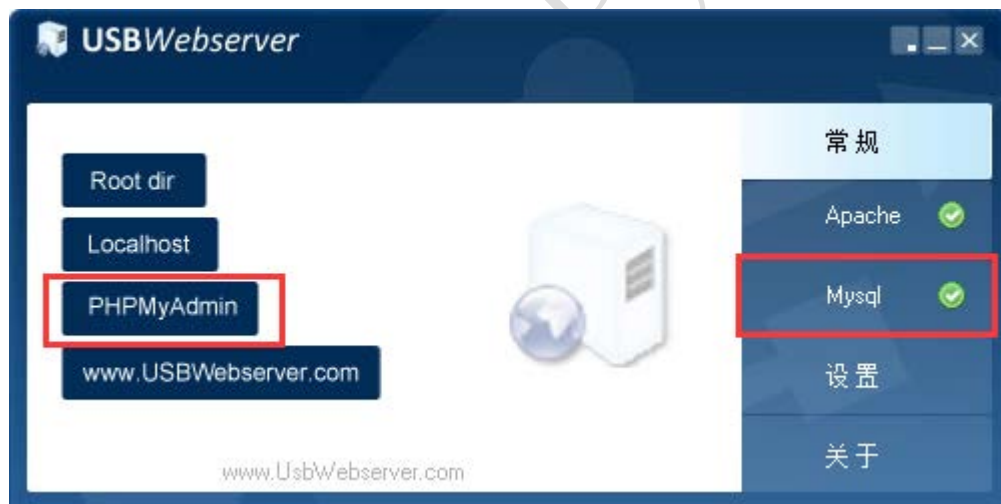 USBWebserver
Root dir
Localhost
PHPMyAdmin
www.USBWebserver.com
www.UsbWebserver.com
常规
Apache
Mysql
设置
关于